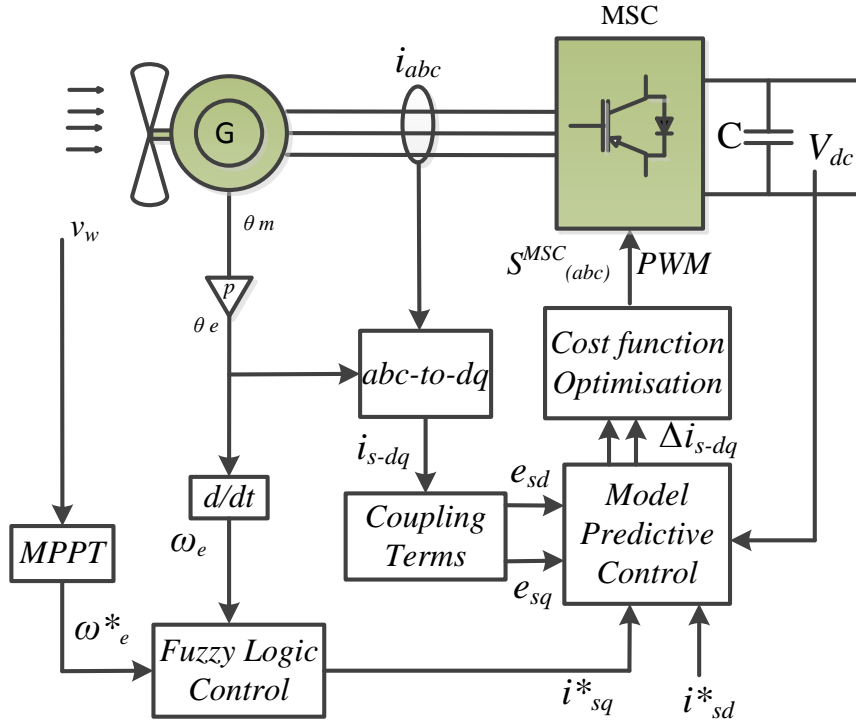 MSC
i_abc
G
C
V_dc
θ m
v_w
S^MSC_(abc) PWM
p
θ e
Cost function
Optimisation
abc-to-dq
i_s-dq
Δi_s-dq
d/dt
e_sd
Model
Predictive
Control
Coupling
Terms
MPPT
ω_e
e_sq
ω*_e
Fuzzy Logic
Control
i*_sq
i*_sd